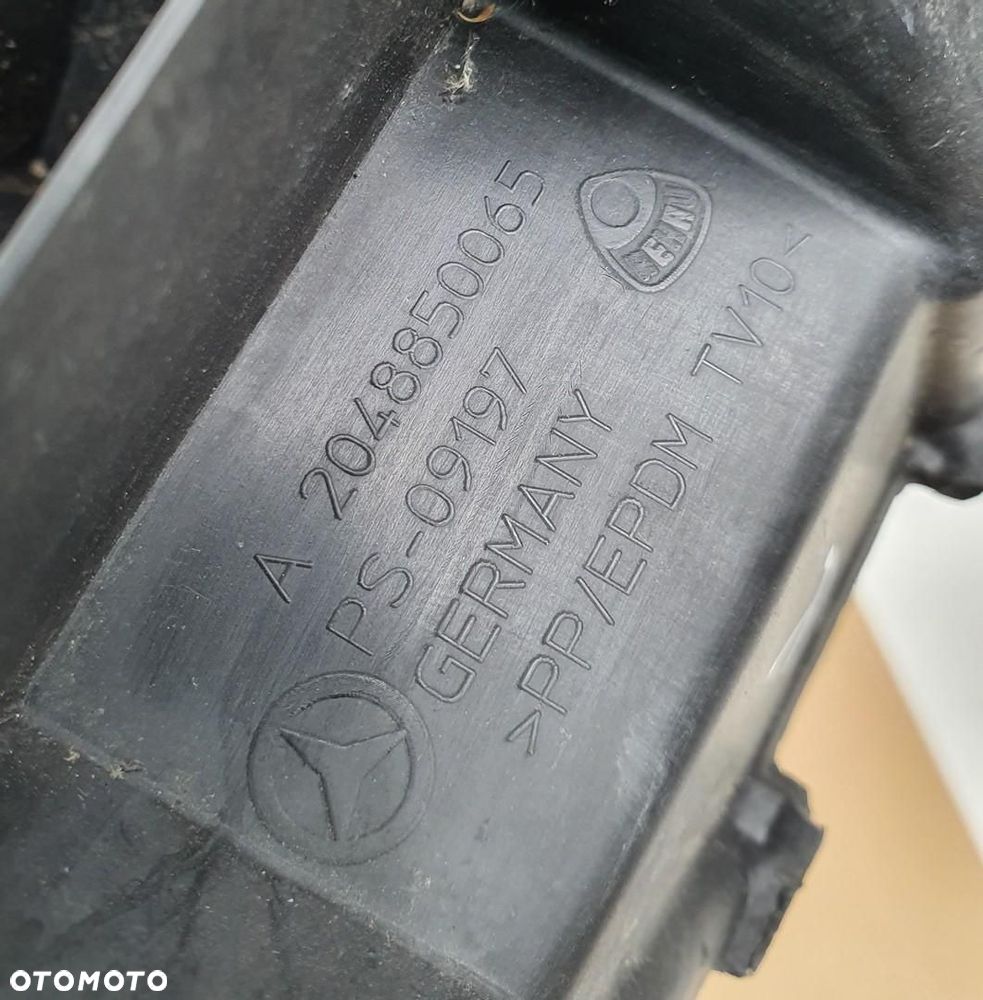 A 2048850065
PS-09197
GERMANY
>PP/EPDM TV10<
OTOMOTO